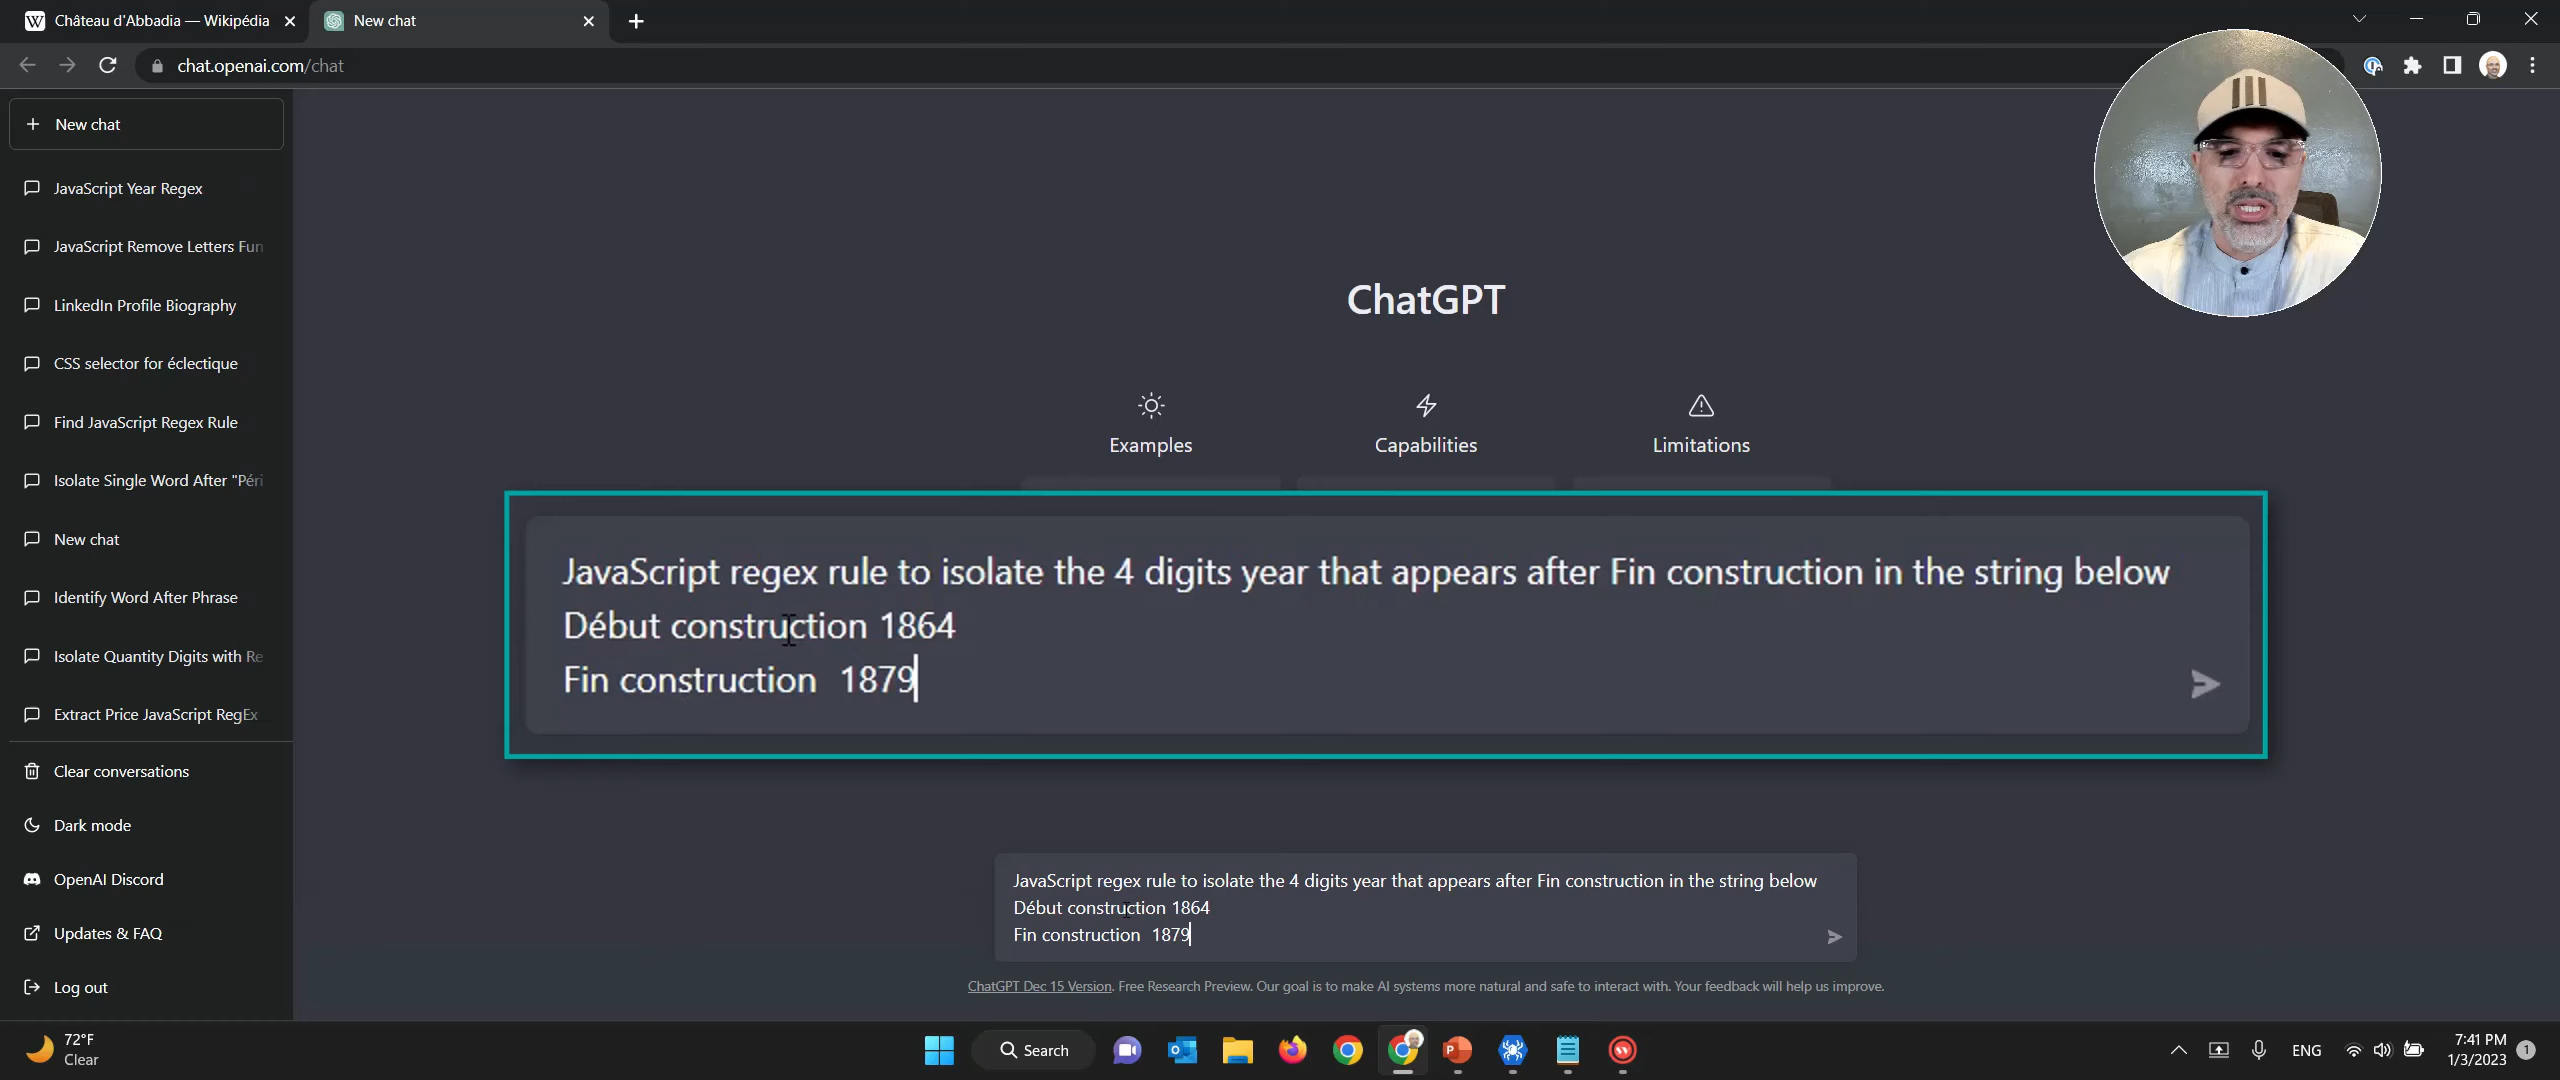 Château d'Abbadia — Wikipédia
New chat
chat.openai.com/chat
New chat
JavaScript Year Regex
JavaScript Remove Letters Fun
LinkedIn Profile Biography
CSS selector for éclectique
Find JavaScript Regex Rule
Isolate Single Word After "Péri
New chat
Identify Word After Phrase
Isolate Quantity Digits with Re
Extract Price JavaScript RegEx
Clear conversations
Dark mode
OpenAI Discord
Updates & FAQ
Log out
ChatGPT
Examples
Capabilities
Limitations
JavaScript regex rule to isolate the 4 digits year that appears after Fin construction in the string below
Début construction 1864
Fin construction  1879
JavaScript regex rule to isolate the 4 digits year that appears after Fin construction in the string below
Début construction 1864
Fin construction  1879
ChatGPT Dec 15 Version. Free Research Preview. Our goal is to make AI systems more natural and safe to interact with. Your feedback will help us improve.
72°F
Clear
Search
ENG
7:41 PM
1/3/2023
1